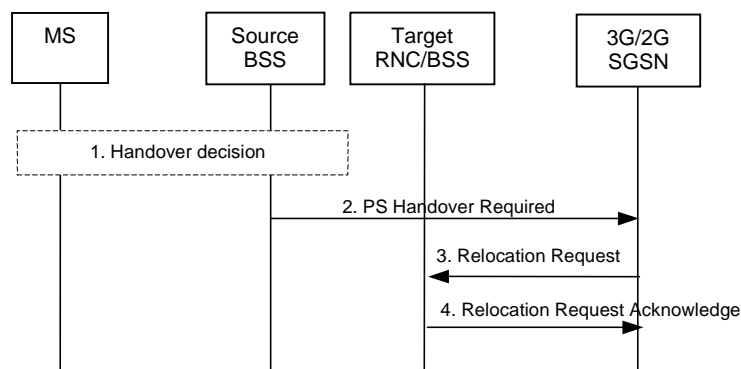 MS
Source
BSS
Target
RNC/BSS
3G/2G
SGSN
1. Handover decision
2. PS Handover Required
3. Relocation Request
4. Relocation Request Acknowledge